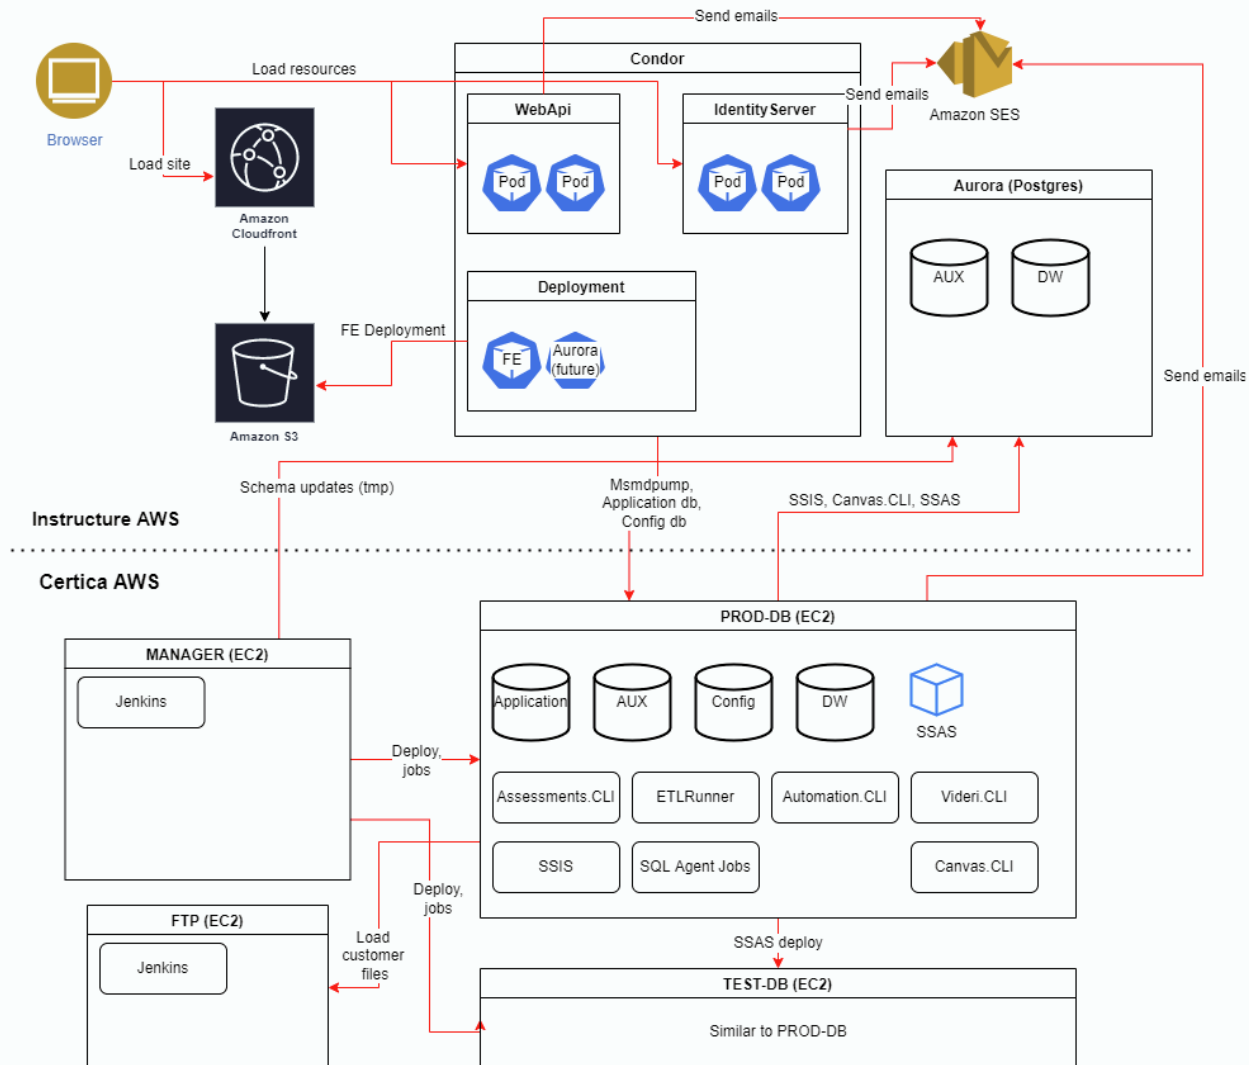 Send emails
Condor
Load resources
Browser
WebApi
IdentityServer
Send emails
Amazon SES
Load site
Pod
Pod
Pod
Pod
Aurora (Postgres)
Amazon
Cloudfront
AUX
DW
Deployment
FE Deployment
FE
Aurora
(future)
Send emails
Amazon S3
Schema updates (tmp)
Msmdpump,
Application db,
Config db
SSIS, Canvas.CLI, SSAS
Instructure AWS
Certica AWS
PROD-DB (EC2)
MANAGER (EC2)
Jenkins
Application
AUX
Config
DW
SSAS
Deploy,
jobs
Assessments.CLI
ETLRunner
Automation.CLI
Videri.CLI
SSIS
SQL Agent Jobs
Canvas.CLI
Deploy,
jobs
FTP (EC2)
Jenkins
Load
customer
files
SSAS deploy
TEST-DB (EC2)
Similar to PROD-DB